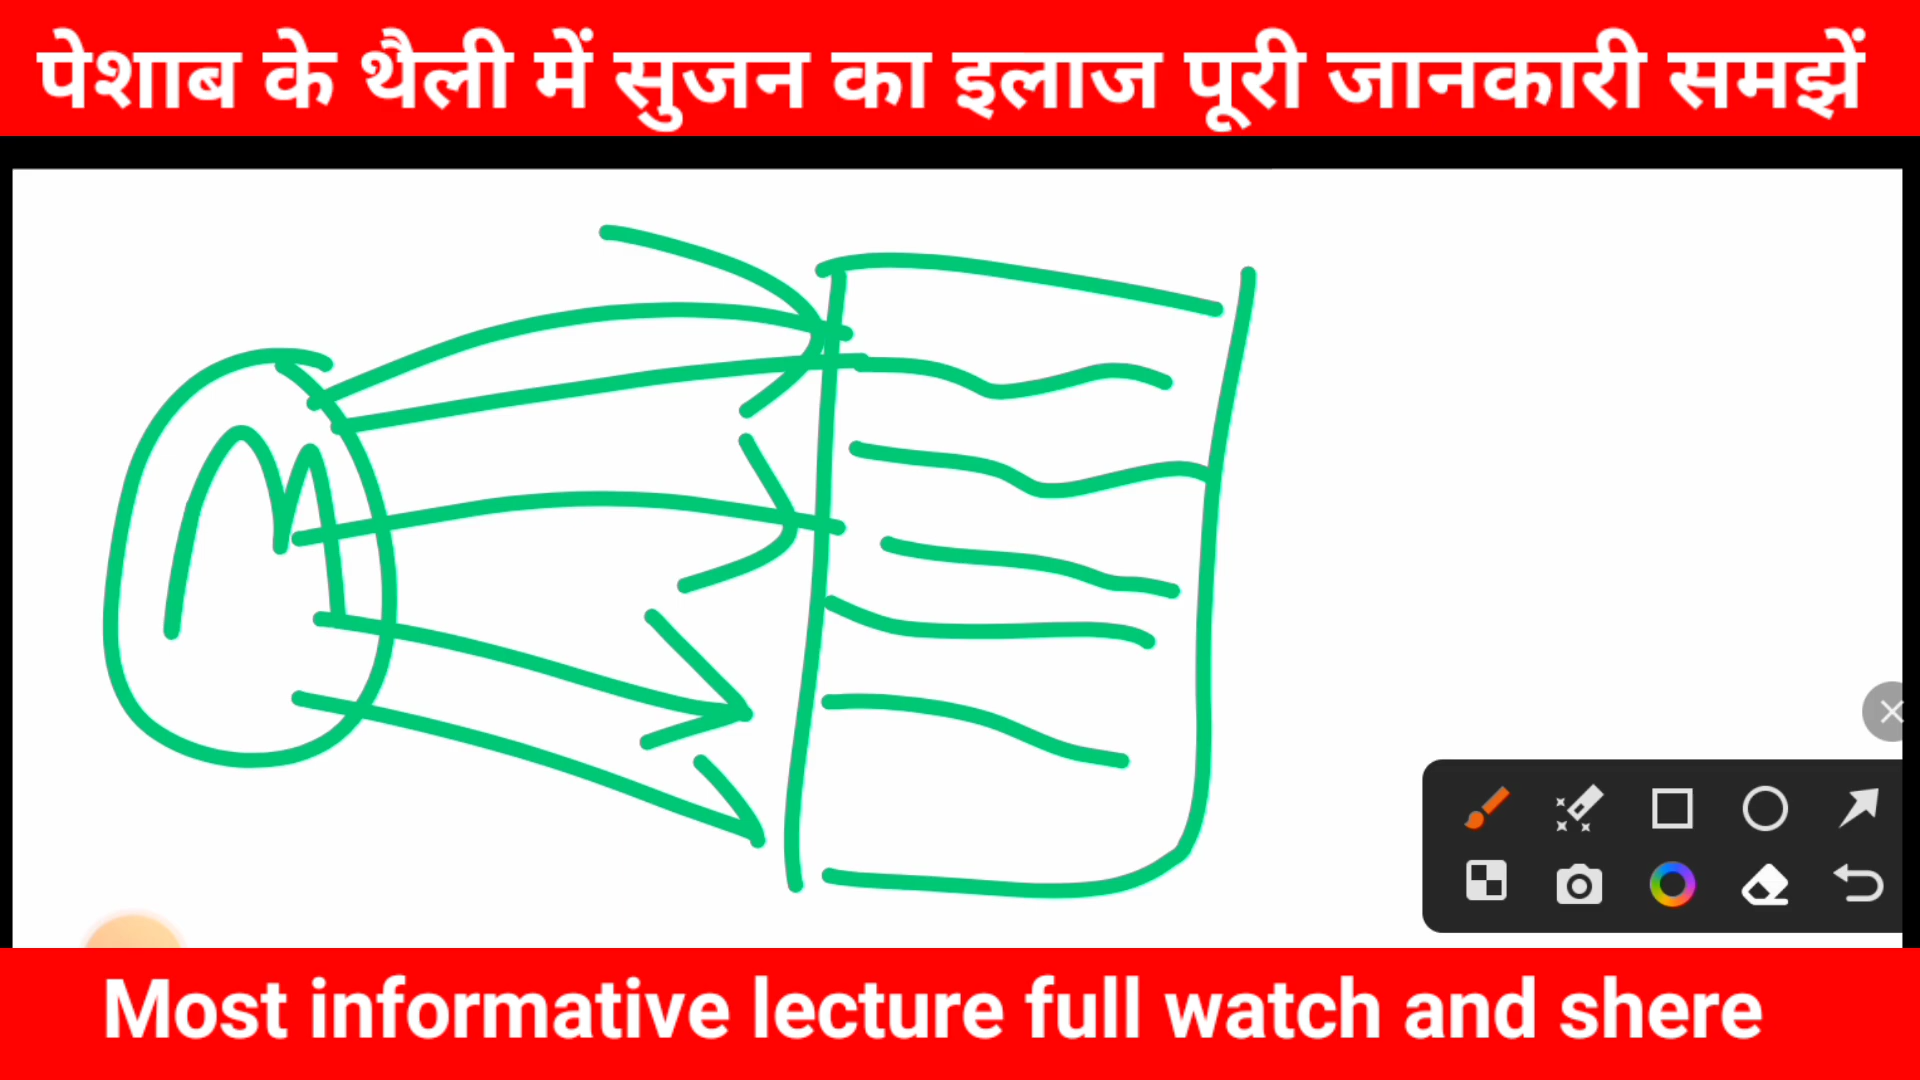 पेशाब के थैली में सुजन का इलाज पूरी जानकारी समझें
M
Most informative lecture full watch and shere